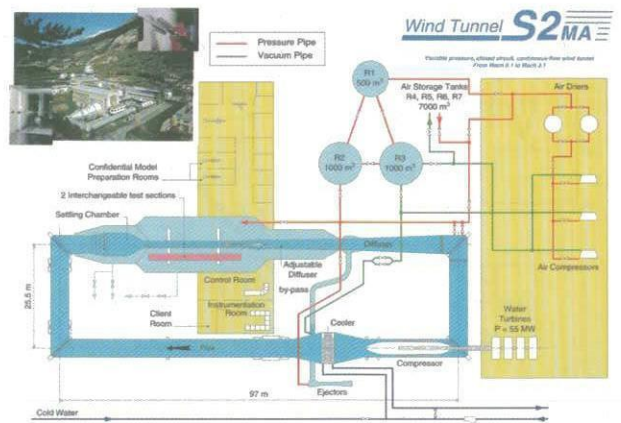 Wind Tunnel S2MA
Variable pressure, closed circuit, continuous flow wind tunnel
From Mach 0.1 to Mach 3.1
Pressure Pipe
Vacuum Pipe
R1
500 m³
Air Storage Tanks
R4, R5, R6, R7
7000 m³
Air Driers
R2
1000 m³
R3
1000 m³
Confidential Model
Preparation Rooms
2 interchangeable test sections
Settling Chamber
Diffuser
Adjustable
Diffuser
Control Room
by-pass
Air Compressors
25,5 m
Client
Room
Instrumentation
Room
Cooler
Water
Turbines
P = 55 MW
Pipe
Compressor
Ejectors
97 m
Cold Water